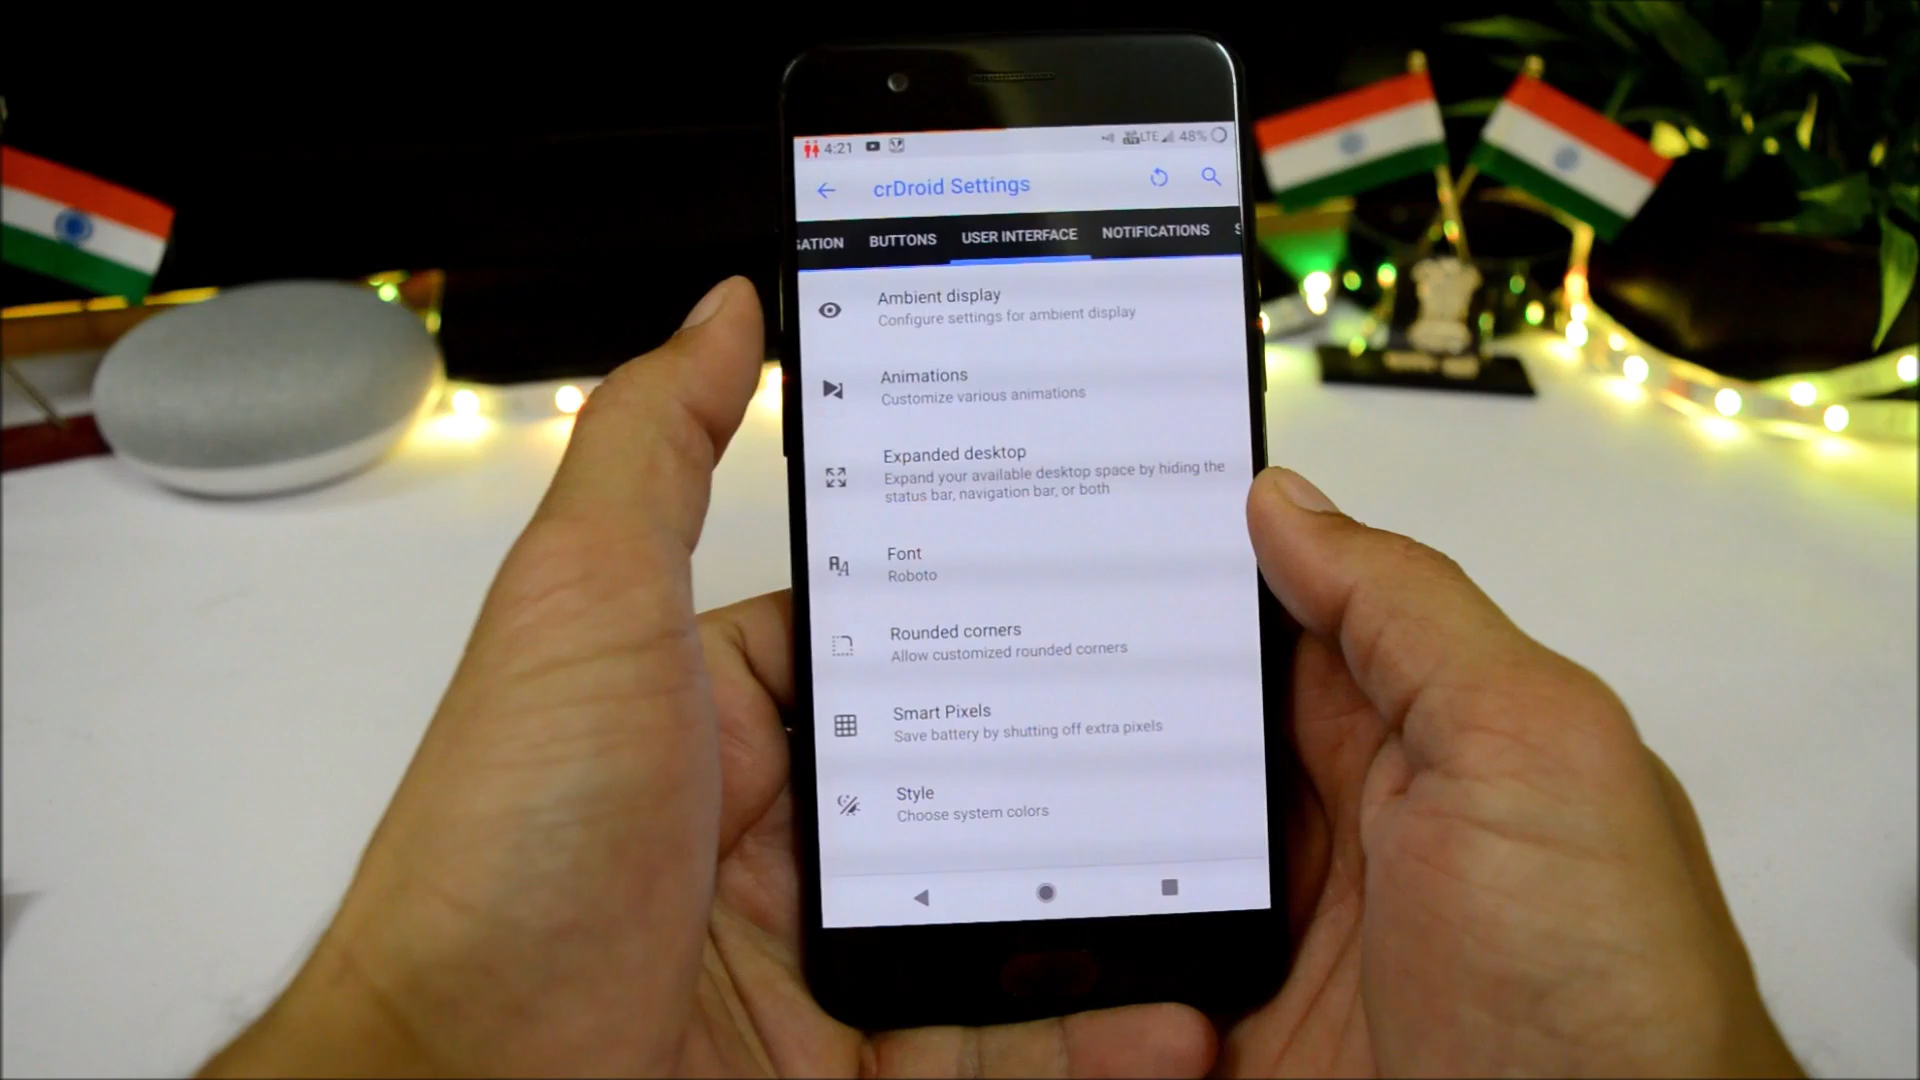 4:21
LTE 48%
crDroid Settings
GATION BUTTONS USER INTERFACE NOTIFICATIONS S
Ambient display
Configure settings for ambient display
Animations
Customize various animations
Expanded desktop
Expand your available desktop space by hiding the
status bar, navigation bar, or both
Font
Roboto
Rounded corners
Allow customized rounded corners
Smart Pixels
Save battery by shutting off extra pixels
Style
Choose system colors